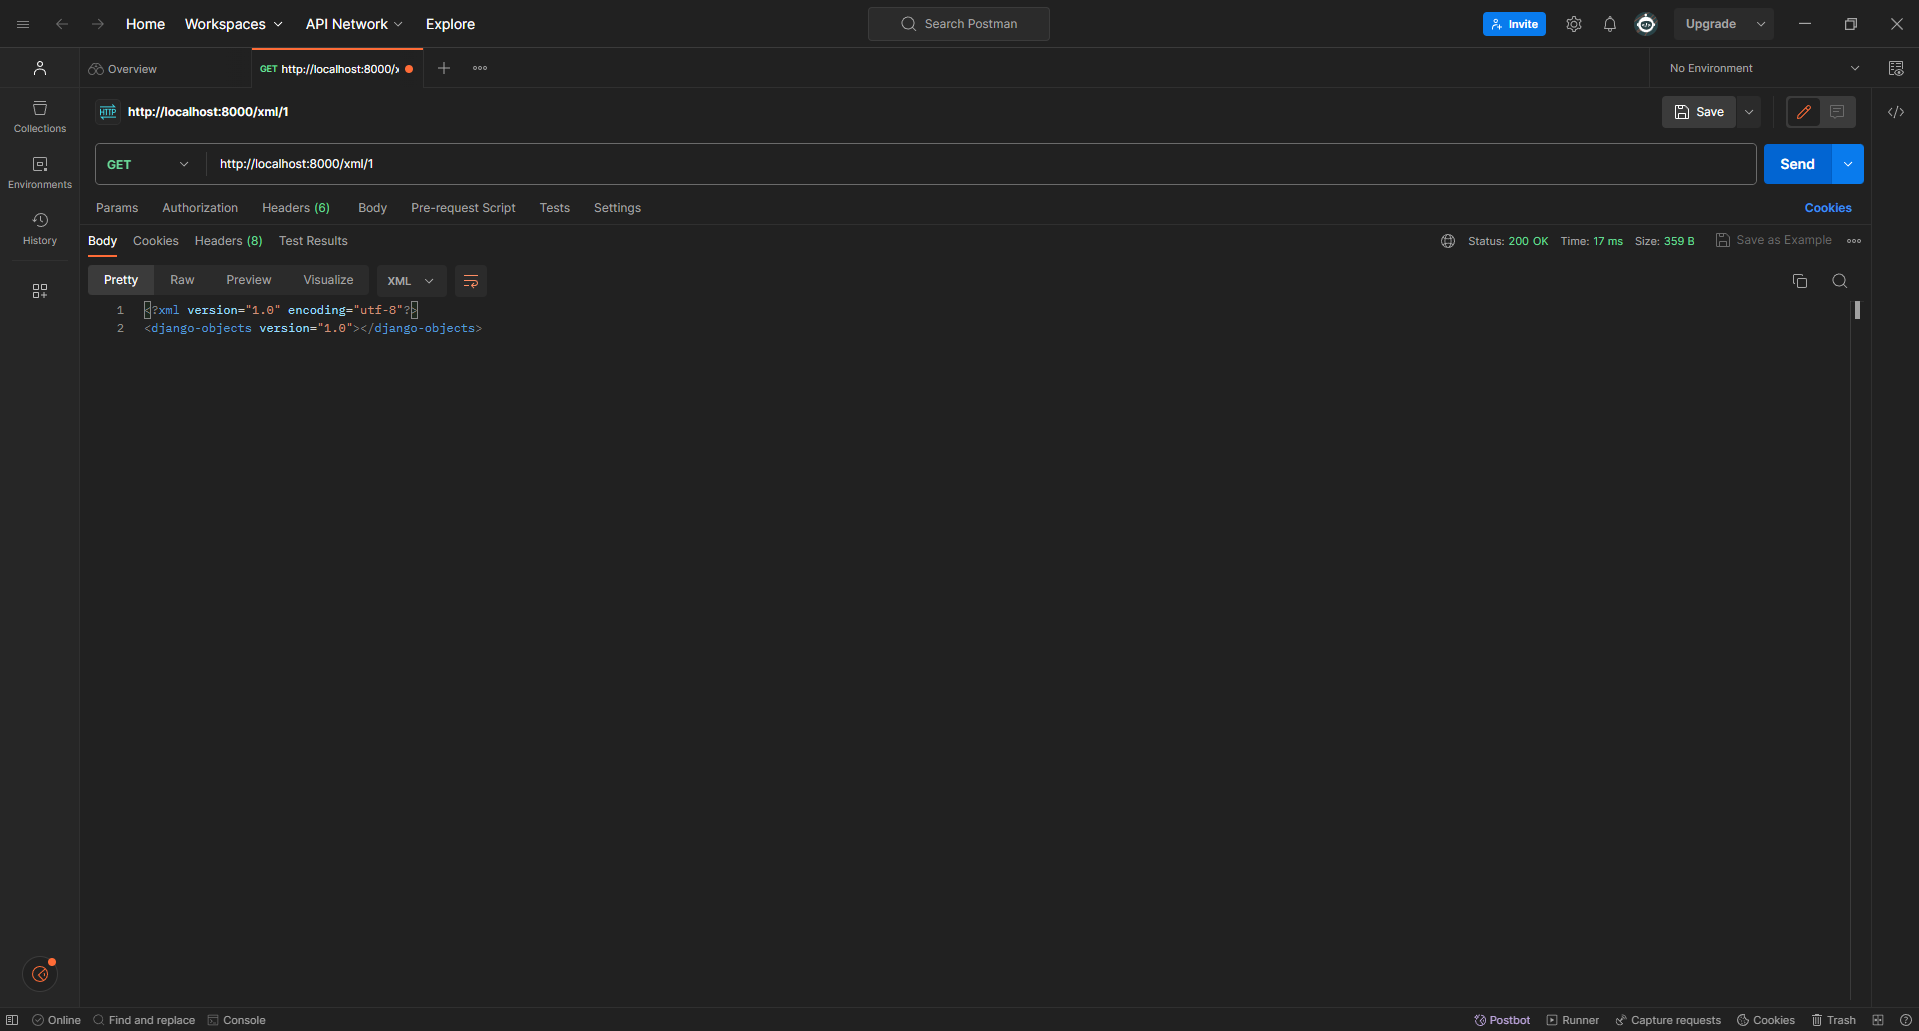 Home Workspaces API Network Explore Search Postman Invite Upgrade
Overview GET http://localhost:8000/x No Environment
HTTP http://localhost:8000/xml/1 Save
Collections
GET http://localhost:8000/xml/1 Send
Environments
Params Authorization Headers (6) Body Pre-request Script Tests Settings Cookies
History
Body Cookies Headers (8) Test Results Status: 200 OK Time: 17 ms Size: 359 B Save as Example
Pretty Raw Preview Visualize XML
1 <?xml version="1.0" encoding="utf-8"?>
2 <django-objects version="1.0"></django-objects>
Online Find and replace Console Postbot Runner Capture requests Cookies Trash